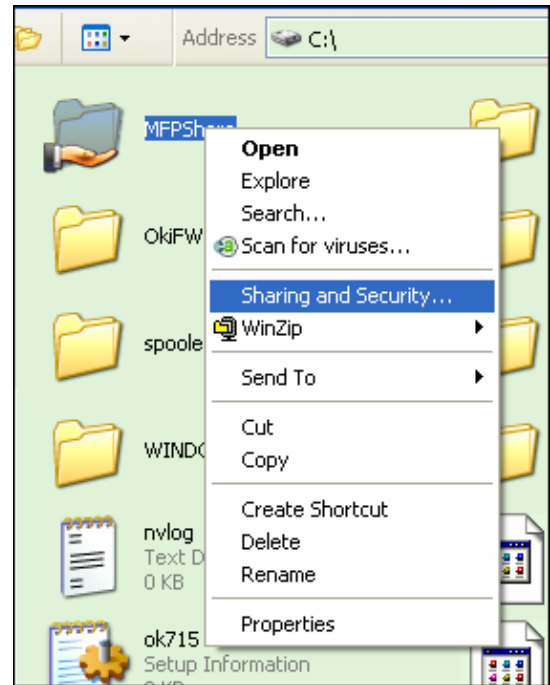 Address C:\
MFPSh
Open
Explore
Search...
OkiFW
Scan for viruses...
Sharing and Security...
spoole
WinZip
Send To
Cut
WINDO
Copy
Create Shortcut
nvlog
Text D
Delete
0 KB
Rename
Properties
ok715
Setup Information